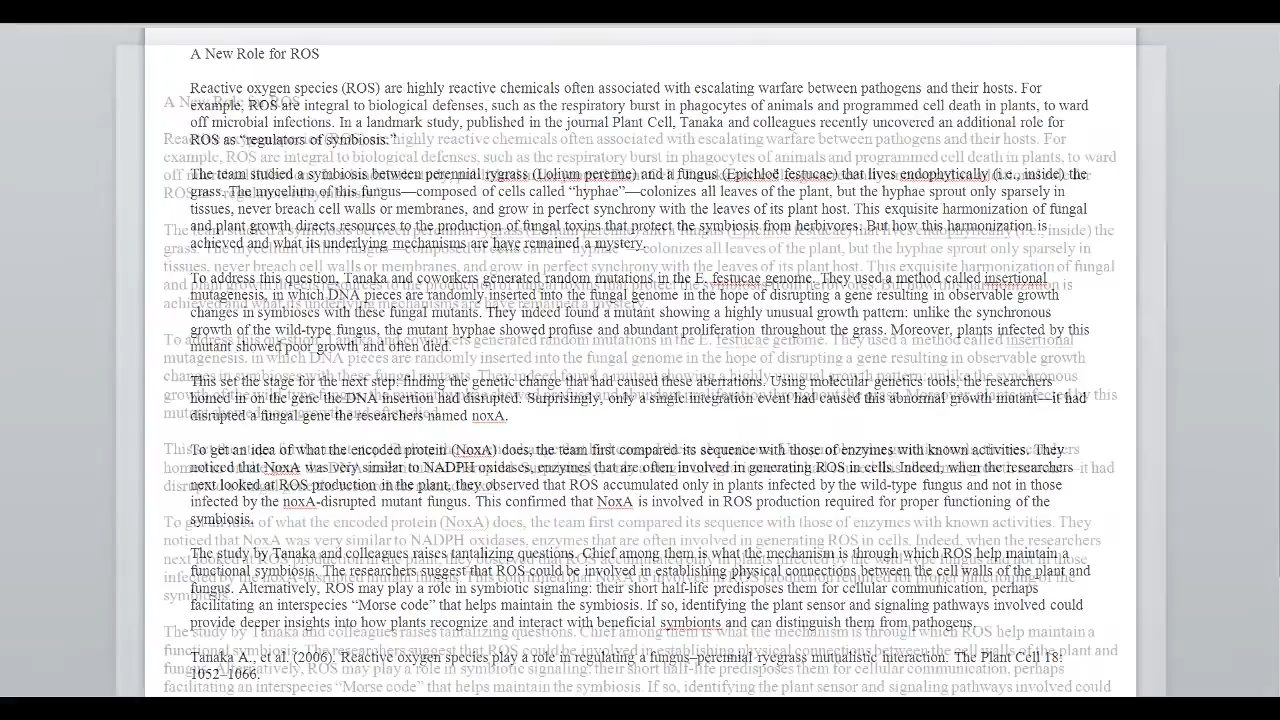 A New Role for ROS
Reactive oxygen species (ROS) are highly reactive chemicals often associated with escalating warfare between pathogens and their hosts. For
example, ROS are integral to biological defenses, such as the respiratory burst in phagocytes of animals and programmed cell death in plants, to ward
off microbial infections. In a landmark study, published in the journal Plant Cell, Tanaka and colleagues recently uncovered an additional role for
ROS as “regulators of symbiosis.”
The team studied a symbiosis between perennial rygrass (Lolium perenne) and a fungus (Epichloë festucae) that lives endophytically (i.e., inside) the
grass. The mycelium of this fungus—composed of cells called “hyphae”—colonizes all leaves of the plant, but the hyphae sprout only sparsely in
tissues, never breach cell walls or membranes, and grow in perfect synchrony with the leaves of its plant host. This exquisite harmonization of fungal
and plant growth directs resources to the production of fungal toxins that protect the symbiosis from herbivores. But how this harmonization is
achieved and what its underlying mechanisms are have remained a mystery.
To address this question, Tanaka and coworkers generated random mutations in the E. festucae genome. They used a method called insertional
mutagenesis, in which DNA pieces are randomly inserted into the fungal genome in the hope of disrupting a gene resulting in observable growth
changes in symbioses with these fungal mutants. They indeed found a mutant showing a highly unusual growth pattern: unlike the synchronous
growth of the wild-type fungus, the mutant hyphae showed profuse and abundant proliferation throughout the grass. Moreover, plants infected by this
mutant showed poor growth and often died.
This set the stage for the next step: finding the genetic change that had caused these aberrations. Using molecular genetics tools, the researchers
homed in on the gene the DNA insertion had disrupted. Surprisingly, only a single integration event had caused this abnormal growth mutant—it had
disrupted a fungal gene the researchers named noxA.
To get an idea of what the encoded protein (NoxA) does, the team first compared its sequence with those of enzymes with known activities. They
noticed that NoxA was very similar to NADPH oxidases, enzymes that are often involved in generating ROS in cells. Indeed, when the researchers
next looked at ROS production in the plant, they observed that ROS accumulated only in plants infected by the wild-type fungus and not in those
infected by the noxA-disrupted mutant fungus. This confirmed that NoxA is involved in ROS production required for proper functioning of the
symbiosis.
The study by Tanaka and colleagues raises tantalizing questions. Chief among them is what the mechanism is through which ROS help maintain a
functional symbiosis. The researchers suggest that ROS could be involved in establishing physical connections between the cell walls of the plant and
fungus. Alternatively, ROS may play a role in symbiotic signaling: their short half-life predisposes them for cellular communication, perhaps
facilitating an interspecies “Morse code” that helps maintain the symbiosis. If so, identifying the plant sensor and signaling pathways involved could
provide deeper insights into how plants recognize and interact with beneficial symbionts and can distinguish them from pathogens.
Tanaka A., et al. (2006). Reactive oxygen species play a role in regulating a fungus–perennial ryegrass mutualistic interaction. The Plant Cell 18:
1052–1066.